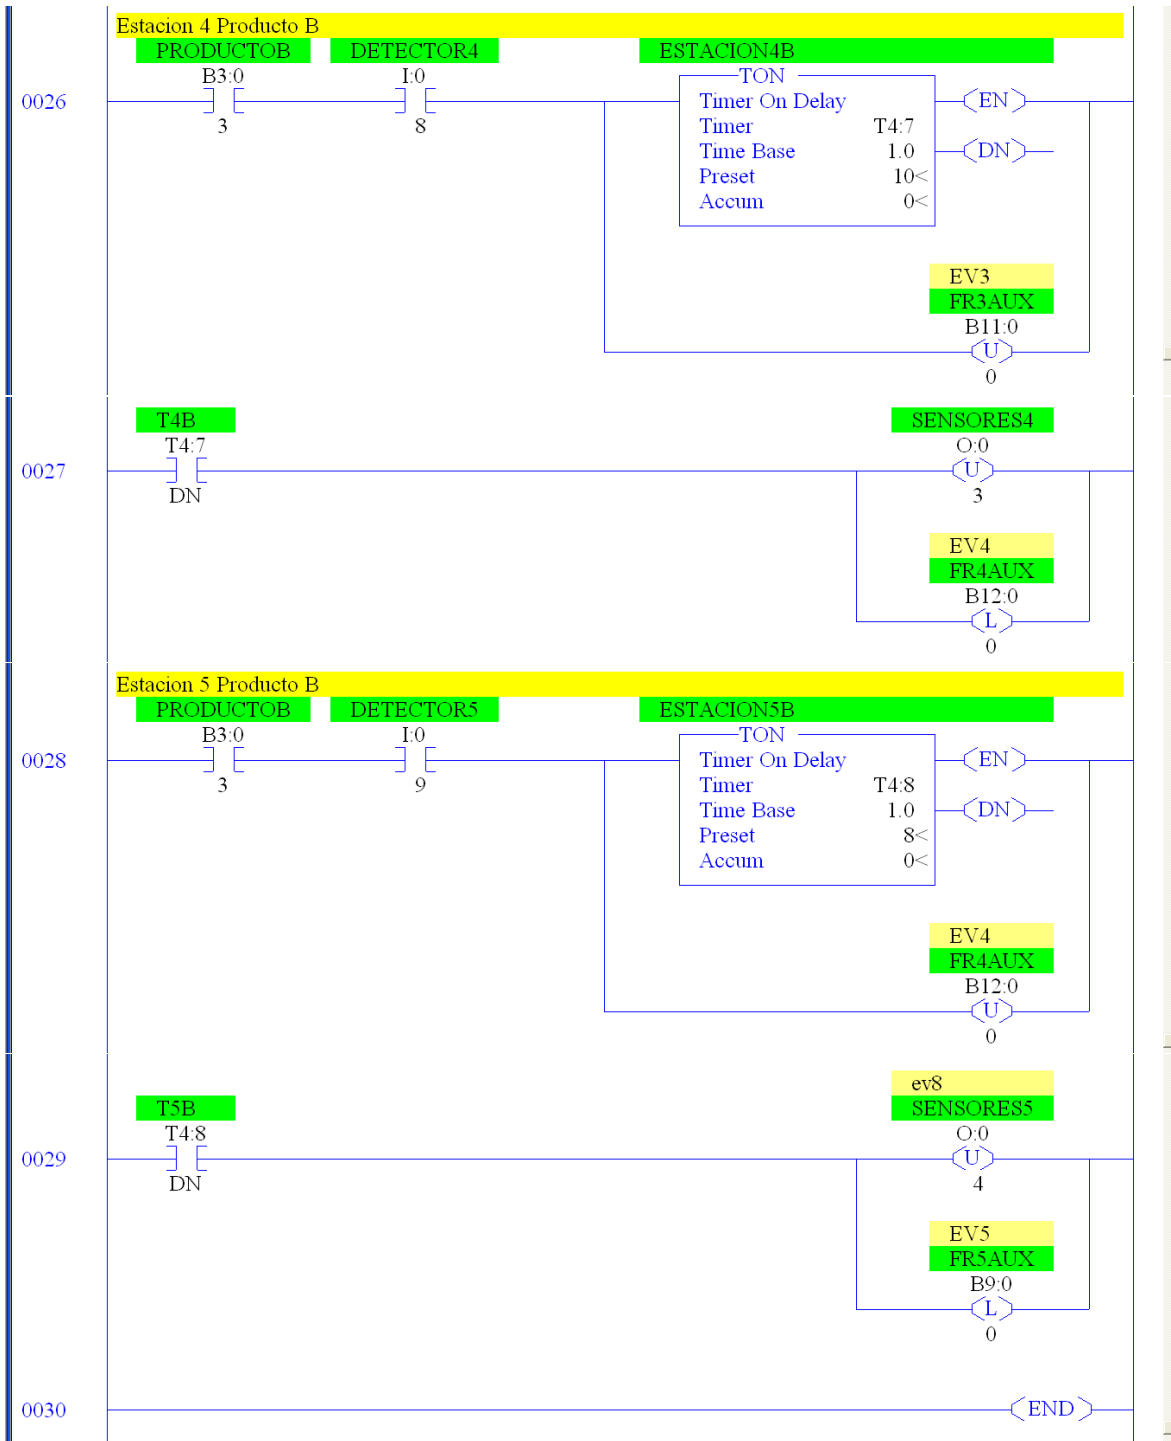 Estacion 4 Producto B
PRODUCTOB DETECTOR4 ESTACION4B
B3:0 I:0 TON
0026 Timer On Delay EN
3 8 Timer T4:7
Time Base 1.0 DN
Preset 10<
Accum 0<
EV3
FR3AUX
B11:0
U
0
T4B SENSORES4
T4:7 O:0
0027 U
DN 3
EV4
FR4AUX
B12:0
L
0
Estacion 5 Producto B
PRODUCTOB DETECTOR5 ESTACION5B
B3:0 I:0 TON
0028 Timer On Delay EN
3 9 Timer T4:8
Time Base 1.0 DN
Preset 8<
Accum 0<
EV4
FR4AUX
B12:0
U
0
ev8
T5B SENSORES5
T4:8 O:0
0029 U
DN 4
EV5
FR5AUX
B9:0
L
0
0030 END